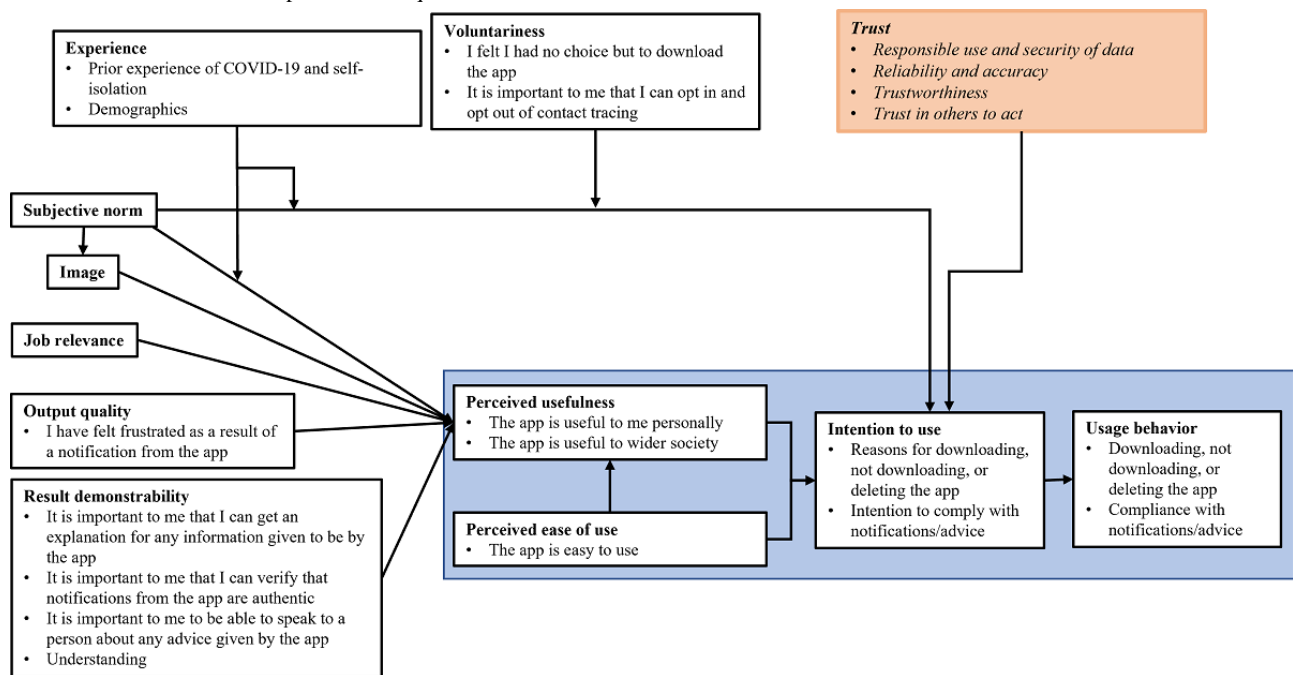 Experience
• Prior experience of COVID-19 and self-
isolation
• Demographics
Voluntariness
• I felt I had no choice but to download
the app
• It is important to me that I can opt in and
opt out of contact tracing
Trust
• Responsible use and security of data
• Reliability and accuracy
• Trustworthiness
• Trust in others to act
Subjective norm
Image
Job relevance
Output quality
• I have felt frustrated as a result of
a notification from the app
Result demonstrability
• It is important to me that I can get an
explanation for any information given to be by
the app
• It is important to me that I can verify that
notifications from the app are authentic
• It is important to me to be able to speak to a
person about any advice given by the app
• Understanding
Perceived usefulness
• The app is useful to me personally
• The app is useful to wider society
Perceived ease of use
• The app is easy to use
Intention to use
• Reasons for downloading,
not downloading, or
deleting the app
• Intention to comply with
notifications/advice
Usage behavior
• Downloading, not
downloading, or
deleting the app
• Compliance with
notifications/advice